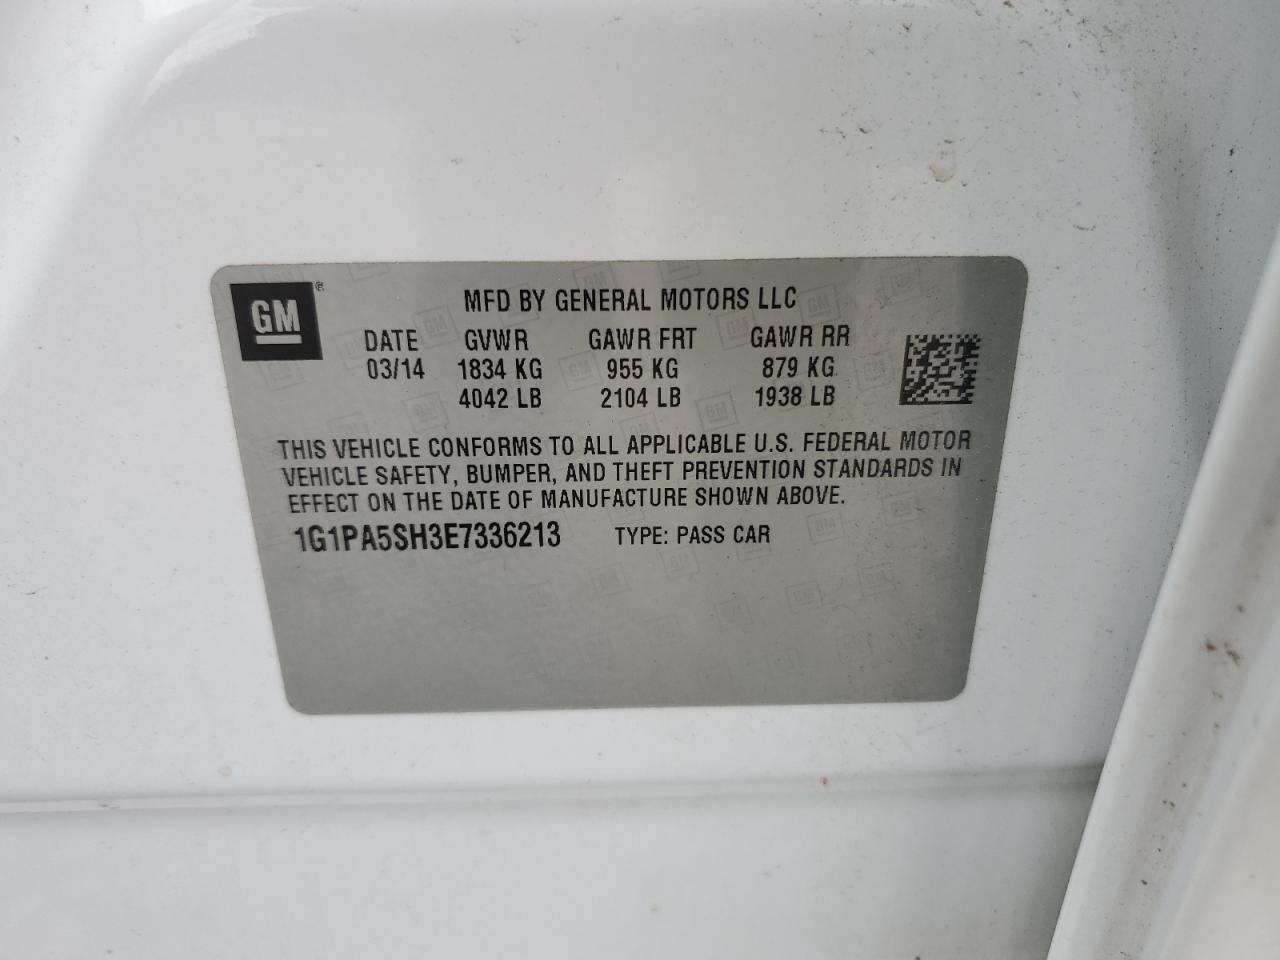 GM®
MFD BY GENERAL MOTORS LLC
DATE GVWR GAWR FRT GAWR RR
03/14 1834 KG 955 KG 879 KG
4042 LB 2104 LB 1938 LB
THIS VEHICLE CONFORMS TO ALL APPLICABLE U.S. FEDERAL MOTOR
VEHICLE SAFETY, BUMPER, AND THEFT PREVENTION STANDARDS IN
EFFECT ON THE DATE OF MANUFACTURE SHOWN ABOVE.
1G1PA5SH3E7336213 TYPE: PASS CAR